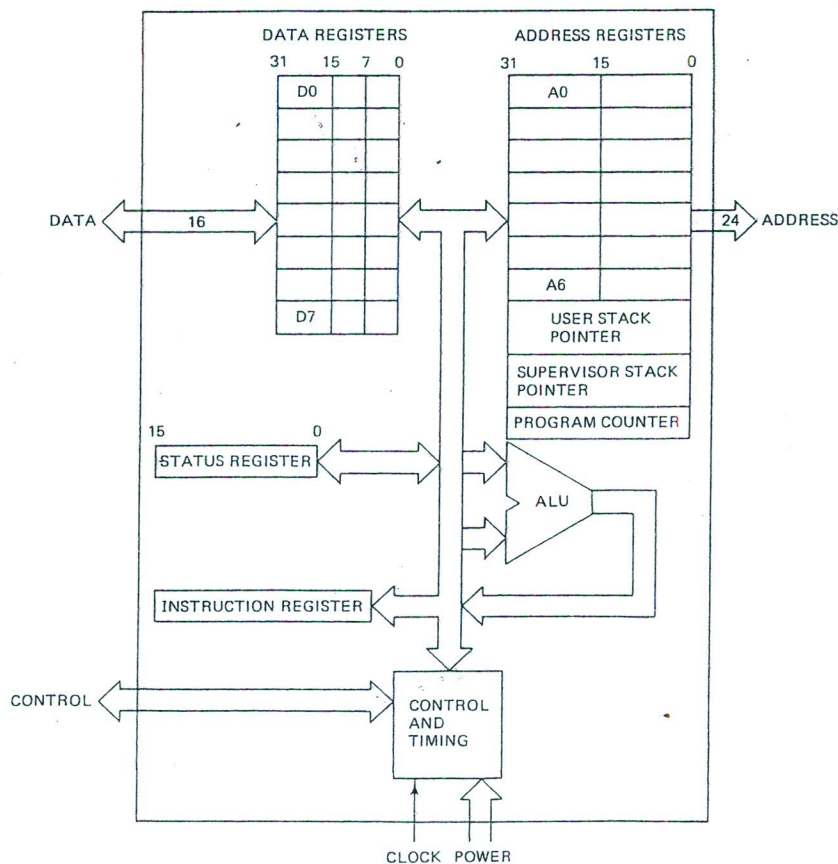 DATA REGISTERS
31 15 7 0
D0
D7
ADDRESS REGISTERS
31 15 0
A0
A6
USER STACK
POINTER
SUPERVISOR STACK
POINTER
PROGRAM COUNTER
DATA
16
24
ADDRESS
15 0
STATUS REGISTER
ALU
INSTRUCTION REGISTER
CONTROL
CONTROL
AND
TIMING
CLOCK POWER